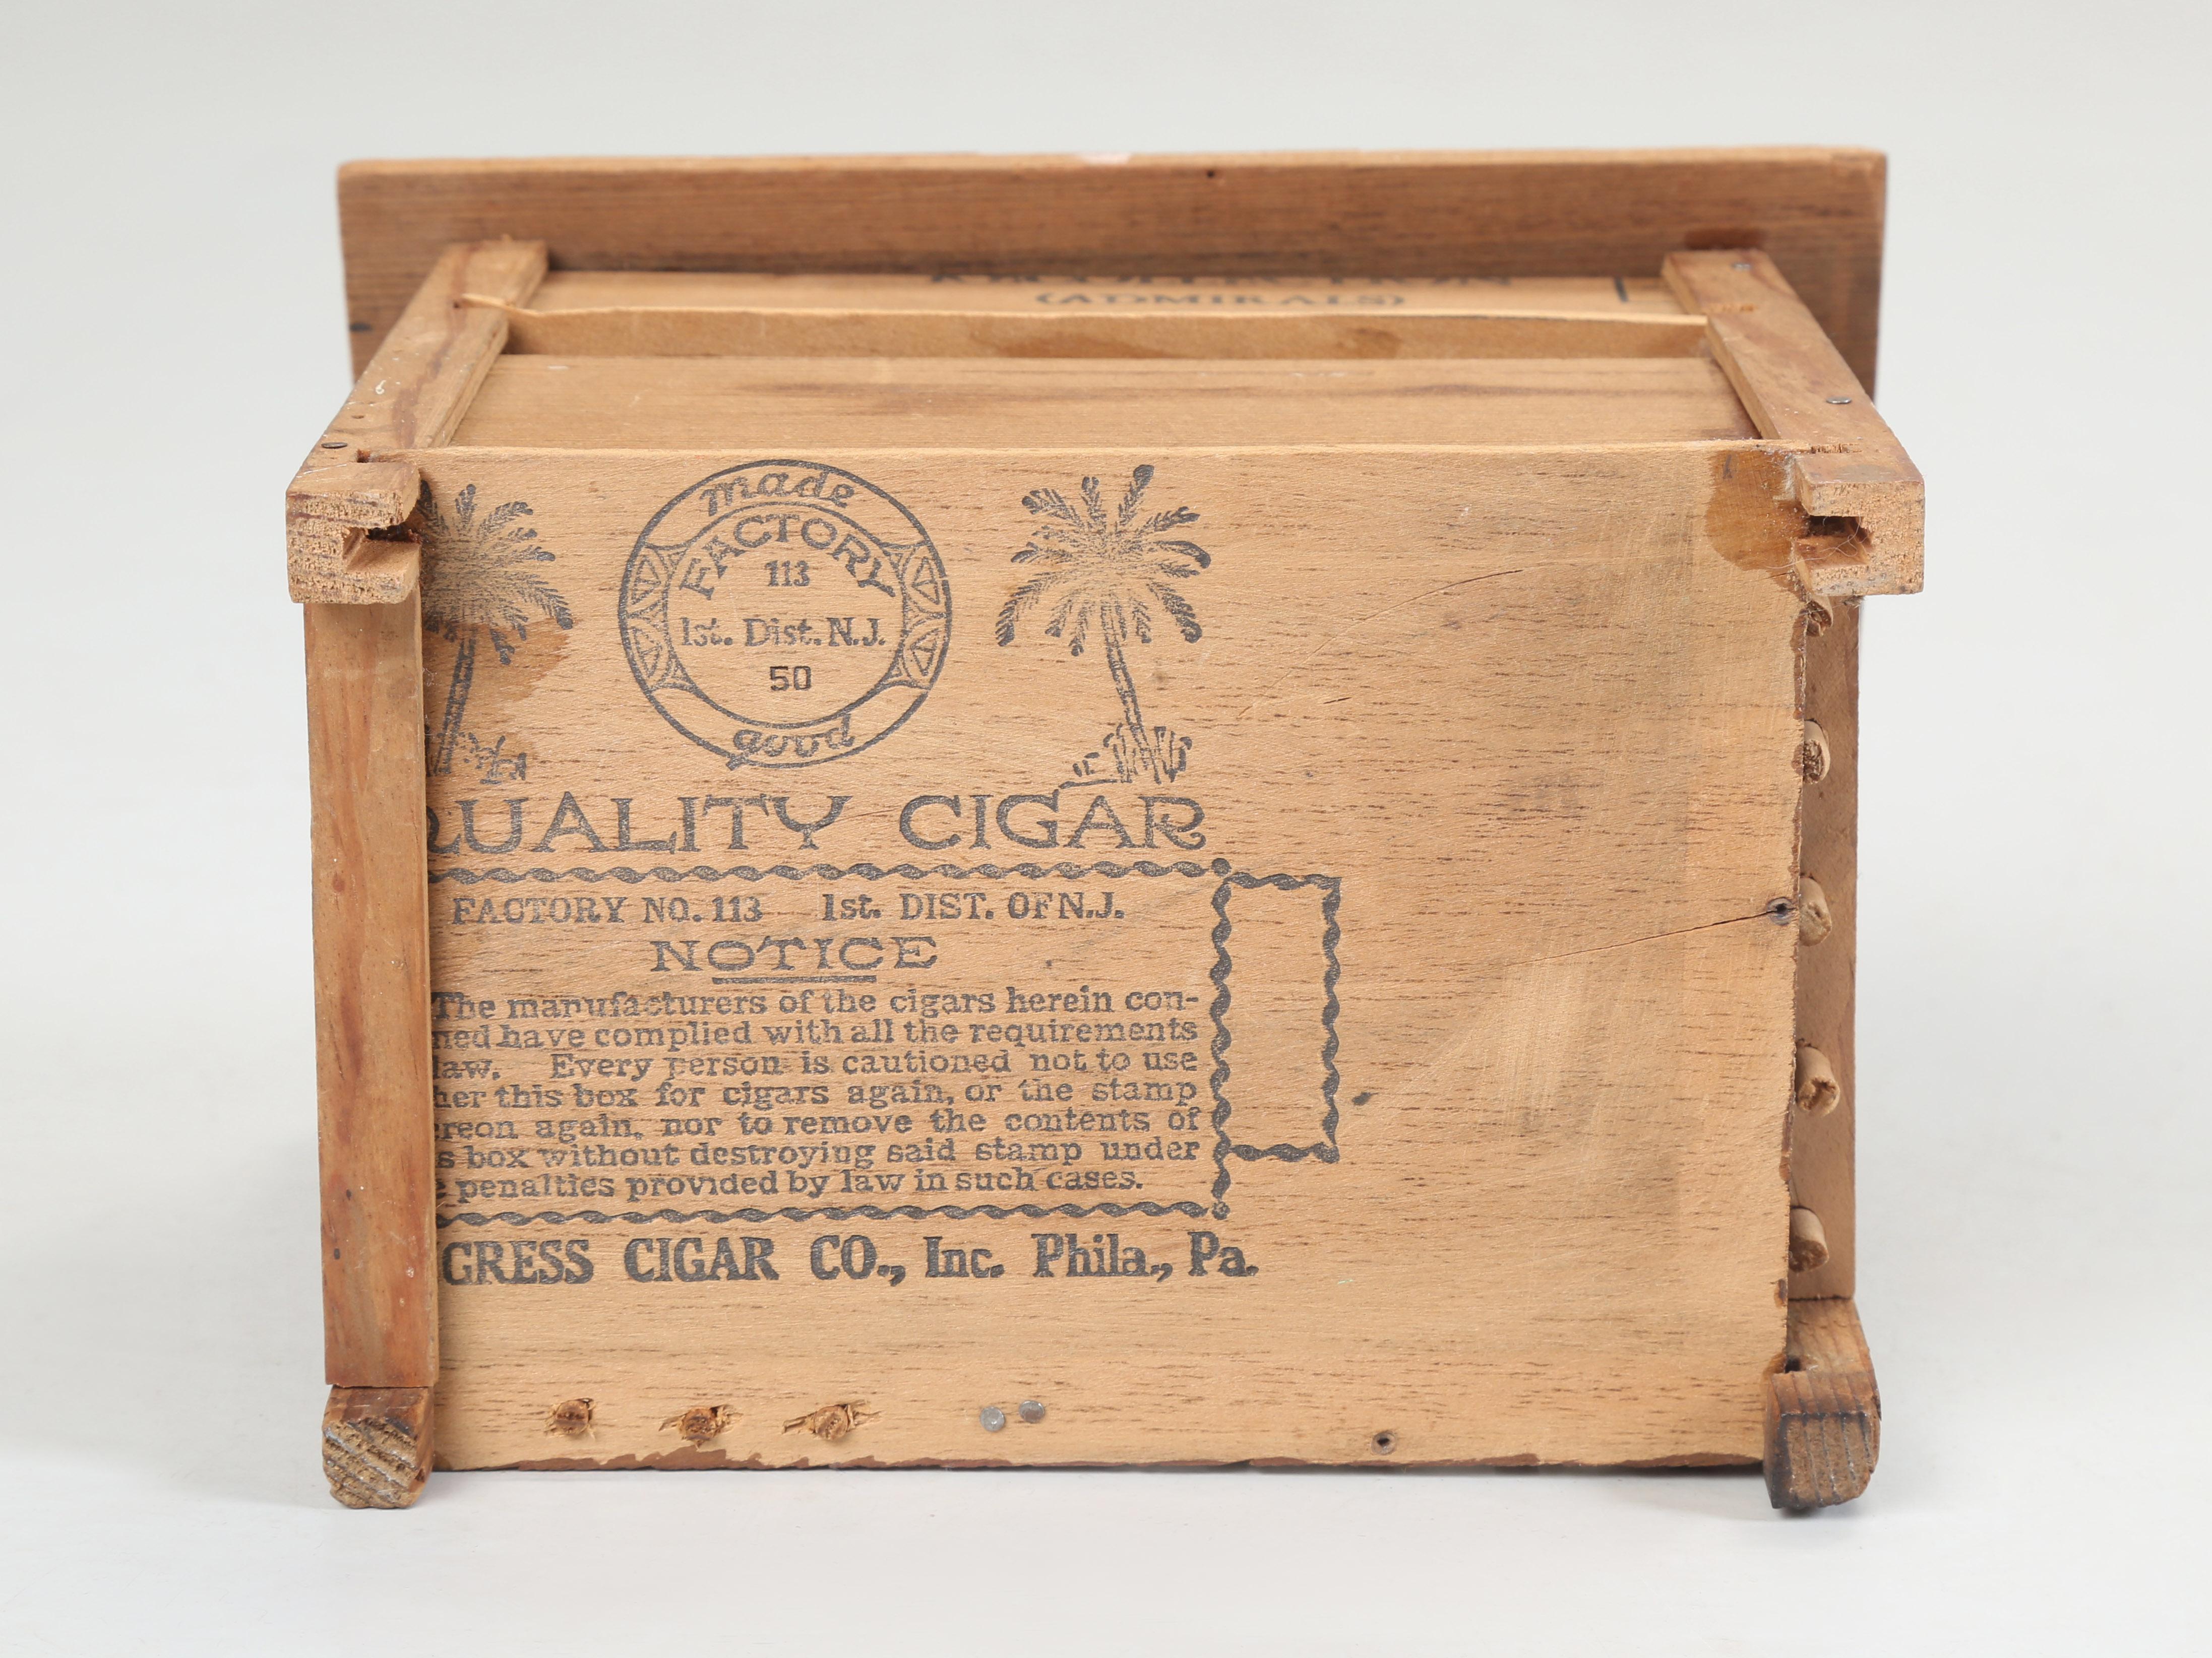 (ADMIRALS)
made
FACTORY
113
1st. Dist. N.J.
50
good
QUALITY CIGAR
FACTORY NO. 113 1st. DIST. OF N.J.
NOTICE
The manufacturers of the cigars herein con-
ned have complied with all the requirements
law. Every person is cautioned not to use
her this box for cigars again, or the stamp
reon again, nor to remove the contents of
s box without destroying said stamp under
e penalties provided by law in such cases.
GRESS CIGAR CO., Inc. Phila., Pa.